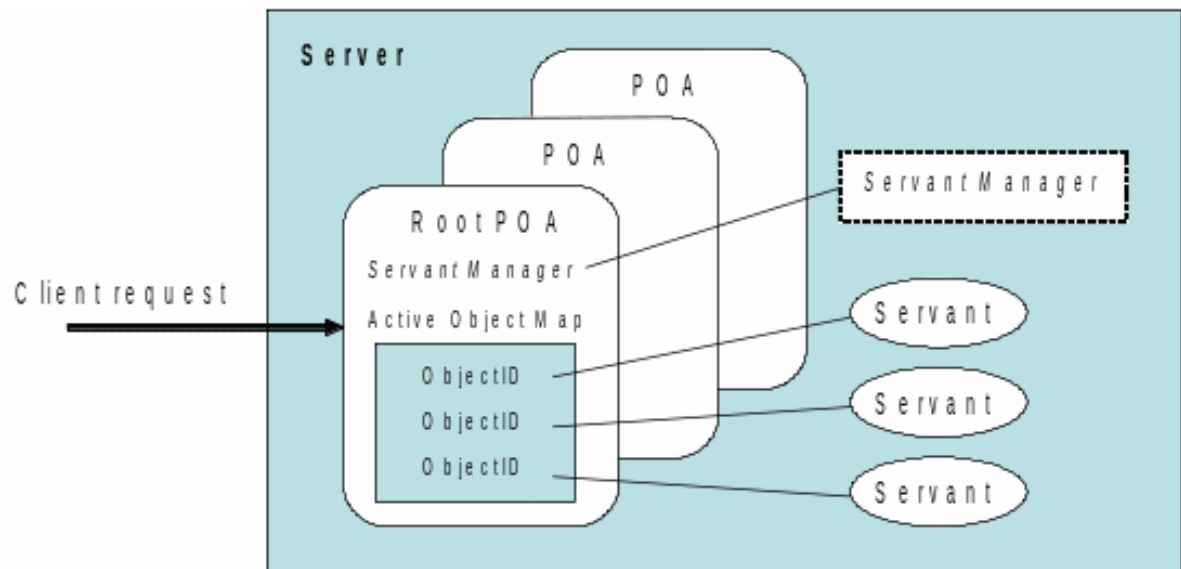 Server
POA
POA
RootPOA
ServantManager
ServantManager
Active Object Map
Client request
ObjectID
ObjectID
ObjectID
Servant
Servant
Servant